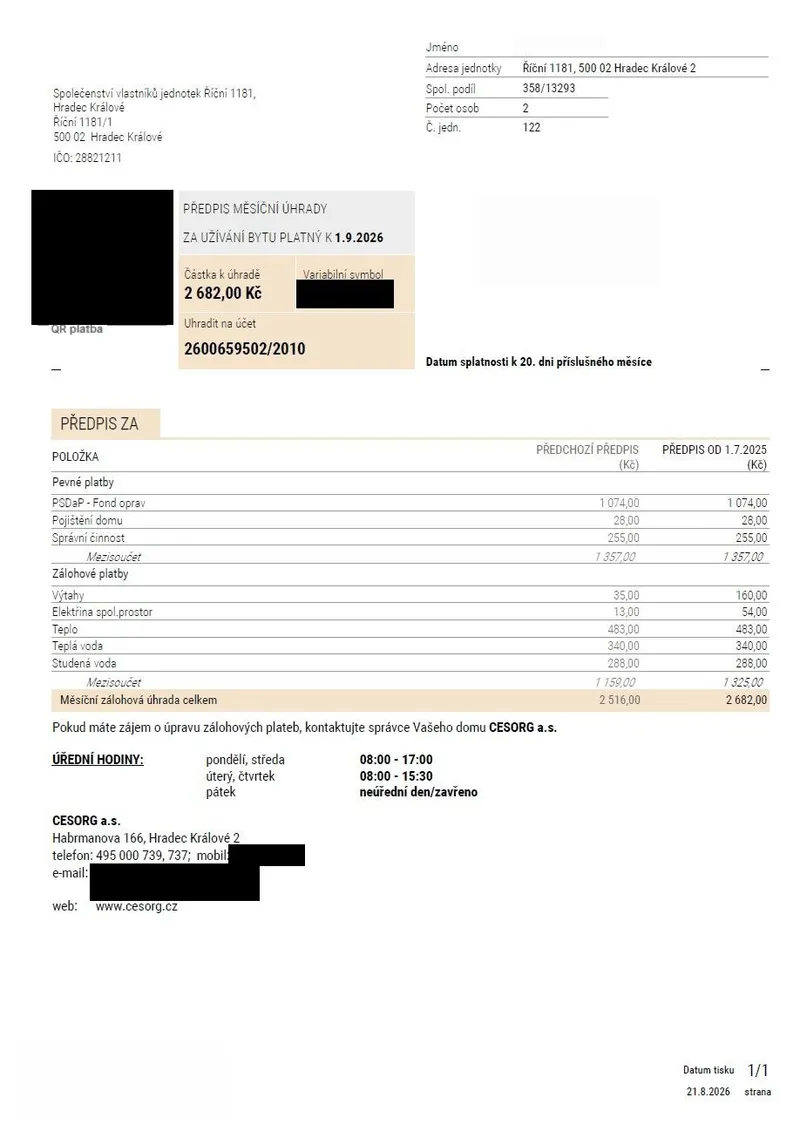 Jméno
Adresa jednotky Říční 1181, 500 02 Hradec Králové 2
Spol. podíl 358/13293
Počet osob 2
Č. jedn. 122
Společenství vlastníků jednotek Říční 1181,
Hradec Králové
Říční 1181/1
500 02 Hradec Králové
IČO: 28821211
PŘEDPIS MĚSÍČNÍ ÚHRADY
ZA UŽÍVÁNÍ BYTU PLATNÝ K 1.9.2026
Částka k úhradě Variabilní symbol
2 682,00 Kč
QR platba
Uhradit na účet
2600659502/2010
Datum splatnosti k 20. dni příslušného měsíce
PŘEDPIS ZA
POLOŽKA PŘEDCHOZÍ PŘEDPIS (Kč) PŘEDPIS OD 1.7.2025 (Kč)
Pevné platby
PSDaP - Fond oprav 1 074,00 1 074,00
Pojištění domu 28,00 28,00
Správní činnost 255,00 255,00
Mezisoučet 1 357,00 1 357,00
Zálohové platby
Výtahy 35,00 160,00
Elektřina spol.prostor 13,00 54,00
Teplo 483,00 483,00
Teplá voda 340,00 340,00
Studená voda 288,00 288,00
Mezisoučet 1 159,00 1 325,00
Měsíční zálohová úhrada celkem 2 516,00 2 682,00
Pokud máte zájem o úpravu zálohových plateb, kontaktujte správce Vašeho domu CESORG a.s.
ÚŘEDNÍ HODINY: pondělí, středa 08:00 - 17:00
úterý, čtvrtek 08:00 - 15:30
pátek neúřední den/zavřeno
CESORG a.s.
Habrmanova 166, Hradec Králové 2
telefon: 495 000 739, 737; mobil:
e-mail:
web: www.cesorg.cz
Datum tisku 1/1
21.8.2026 strana